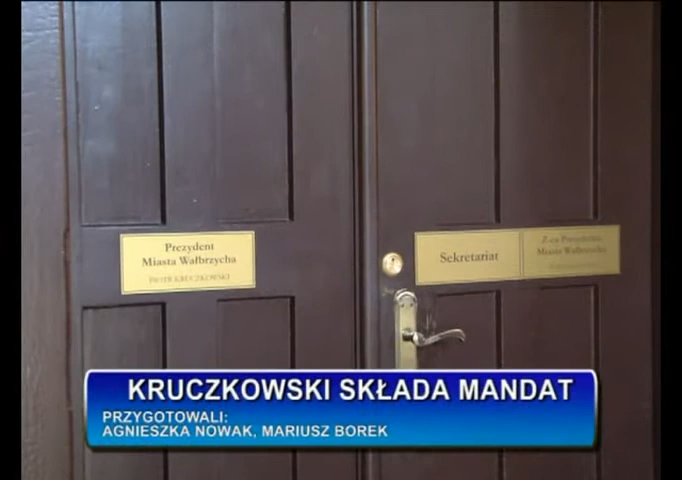 Prezydent
Miasta Wałbrzycha
PIOTR KRUCZKOWSKI
Sekretariat
Z-ca Prezydenta
Miasta Wałbrzycha
KRUCZKOWSKI SKŁADA MANDAT
PRZYGOTOWALI:
AGNIESZKA NOWAK, MARIUSZ BOREK